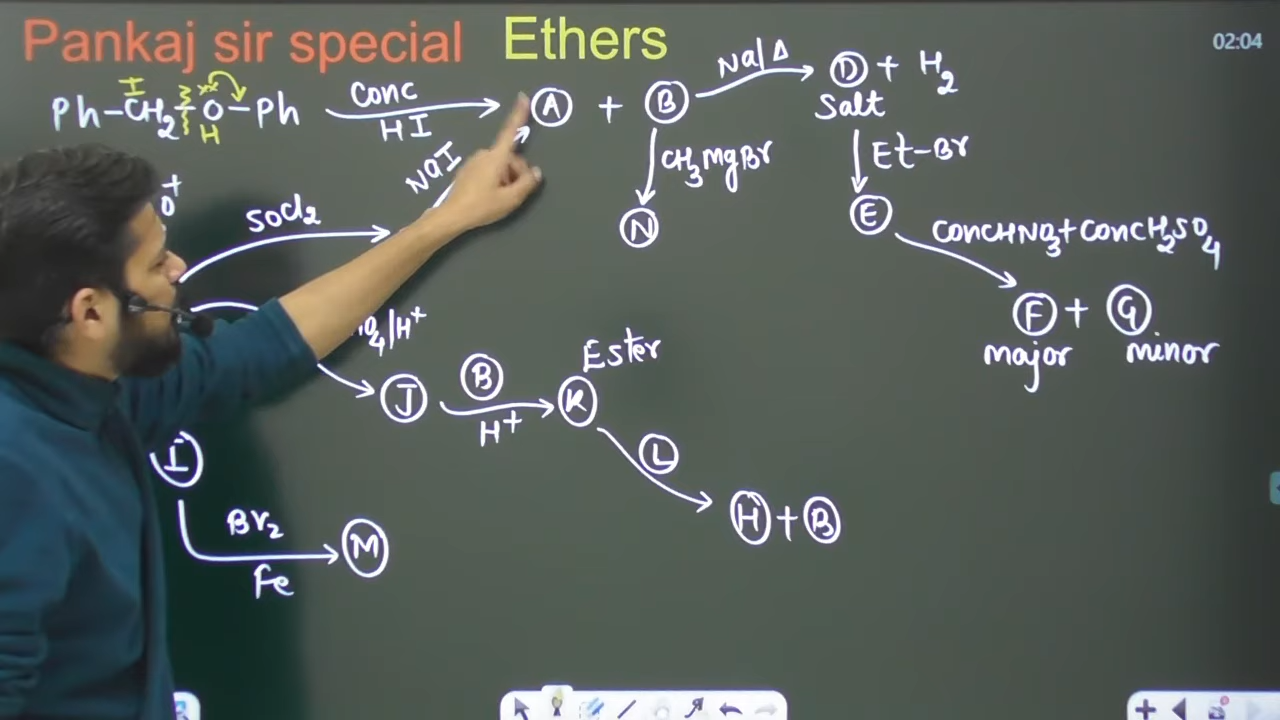 Pankaj sir special Ethers
02:04
Ph-CH2-O-Ph
I
H
Conc
HI
A + B
Na/Δ
D + H2
Salt
CH3MgBr
N
Et-Br
E
ConcHNO3+ConcH2SO4
F + G
major
minor
SOCl2
NaI
/H+
J
B
H+
K
Ester
L
H+B
I
Br2
Fe
M